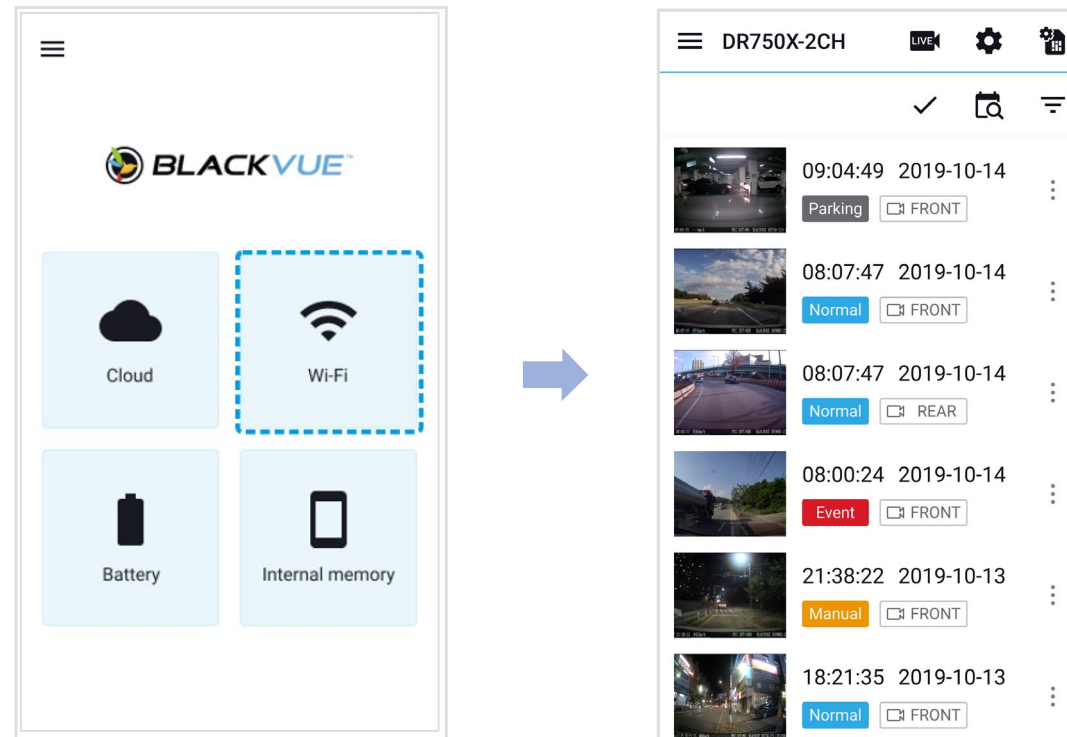 BLACKVUE™
Cloud
Wi-Fi
Battery
Internal memory
DR750X-2CH
LIVE
09:04:49 2019-10-14
Parking FRONT
08:07:47 2019-10-14
Normal FRONT
08:07:47 2019-10-14
Normal REAR
08:00:24 2019-10-14
Event FRONT
21:38:22 2019-10-13
Manual FRONT
18:21:35 2019-10-13
Normal FRONT